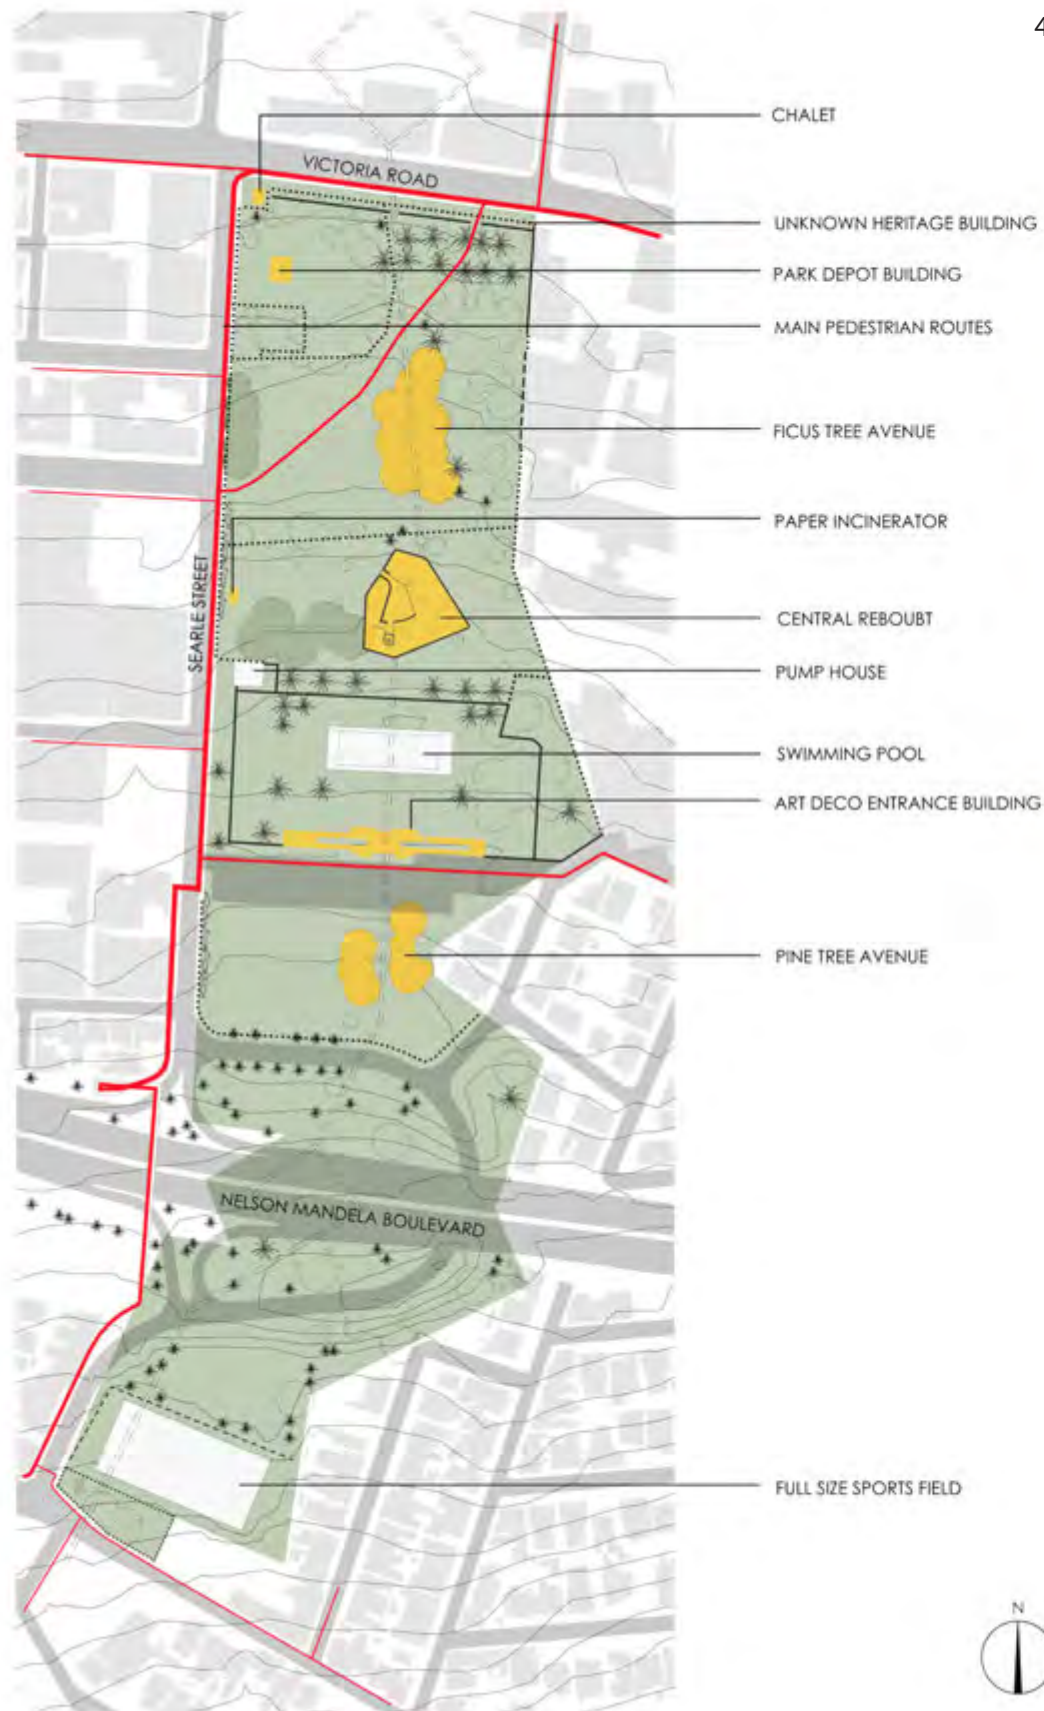 4
CHALET
VICTORIA ROAD
UNKNOWN HERITAGE BUILDING
PARK DEPOT BUILDING
MAIN PEDESTRIAN ROUTES
FICUS TREE AVENUE
PAPER INCINERATOR
SEARLE STREET
CENTRAL REBOUBT
PUMP HOUSE
SWIMMING POOL
ART DECO ENTRANCE BUILDING
PINE TREE AVENUE
NELSON MANDELA BOULEVARD
FULL SIZE SPORTS FIELD
N